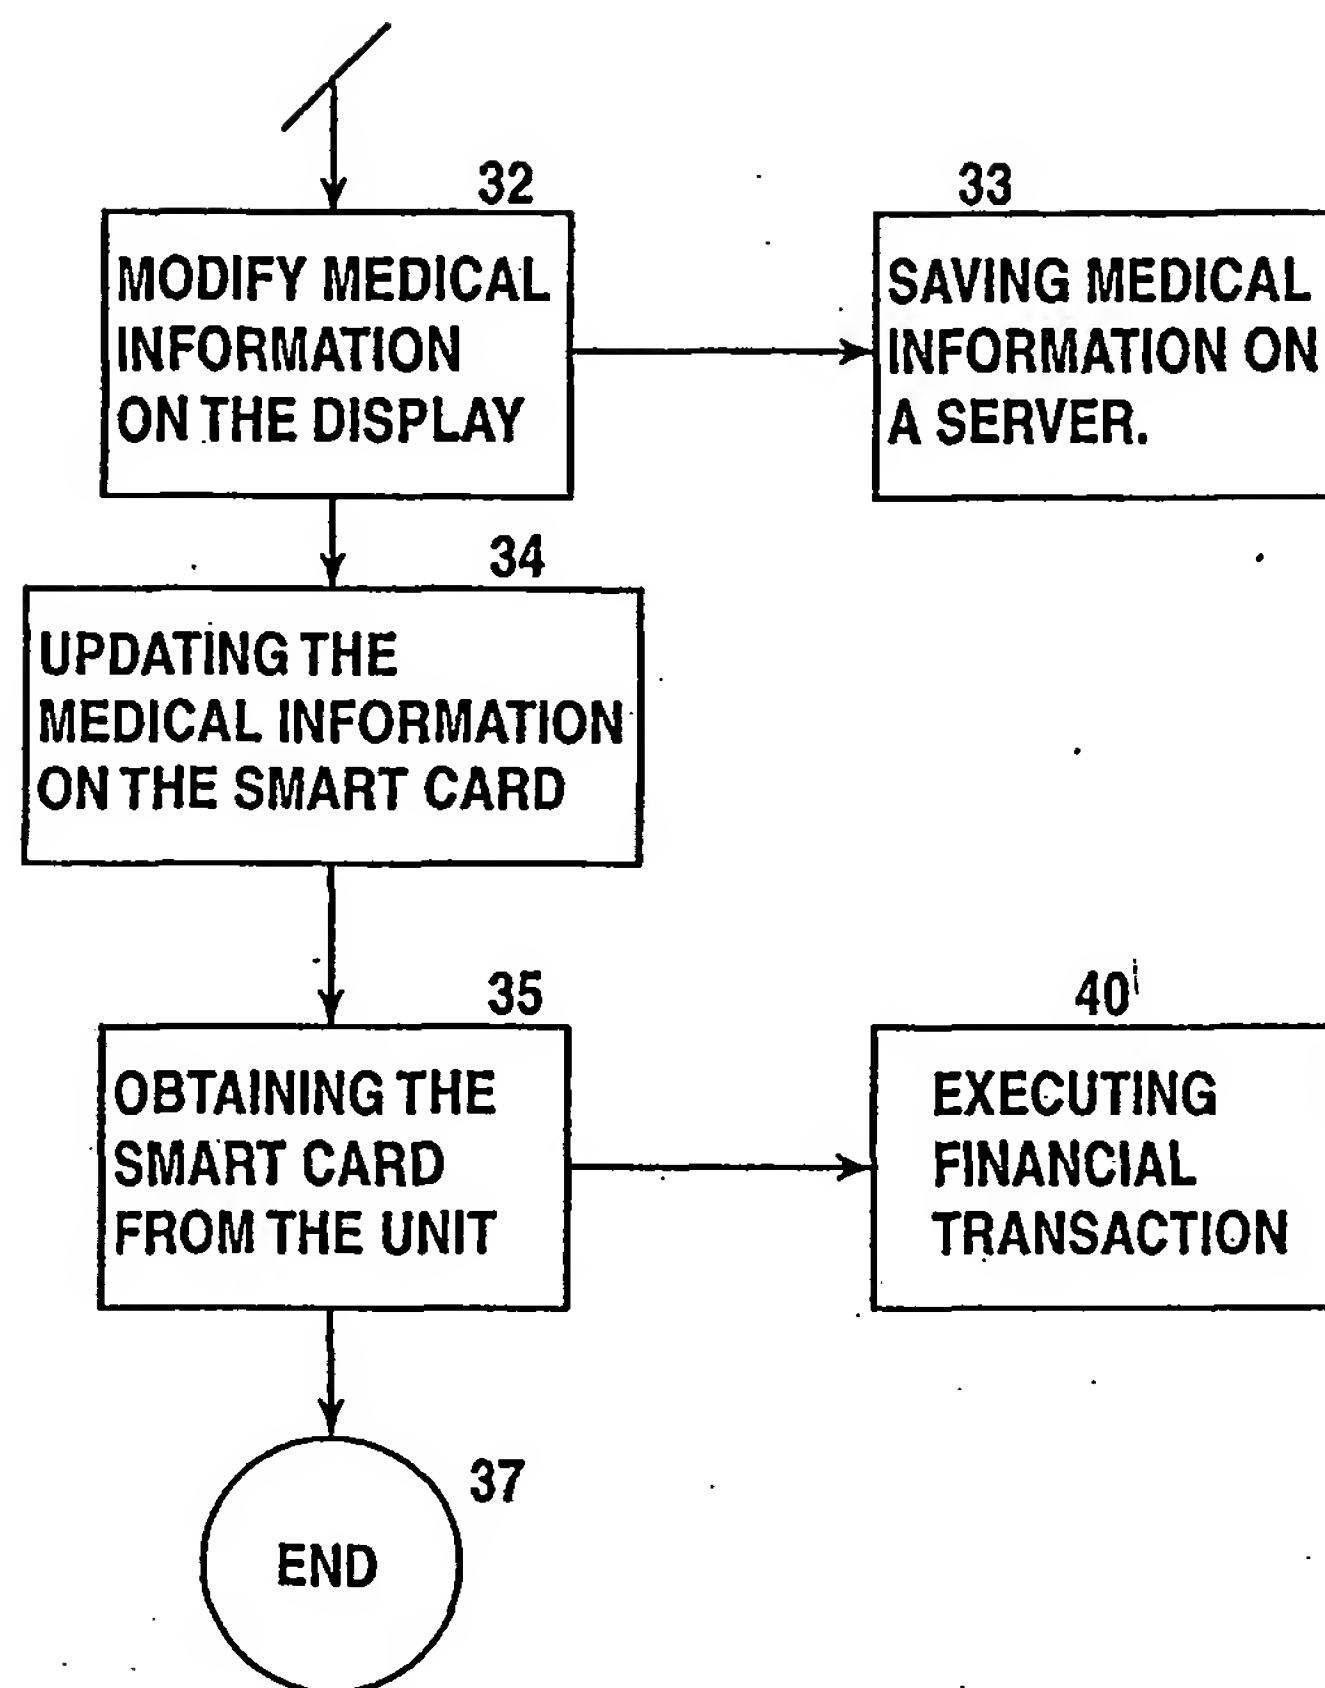 32
MODIFY MEDICAL
INFORMATION
ON THE DISPLAY
33
SAVING MEDICAL
INFORMATION ON
A SERVER.
34
UPDATING THE
MEDICAL INFORMATION
ON THE SMART CARD
35
OBTAINING THE
SMART CARD
FROM THE UNIT
40
EXECUTING
FINANCIAL
TRANSACTION
37
END